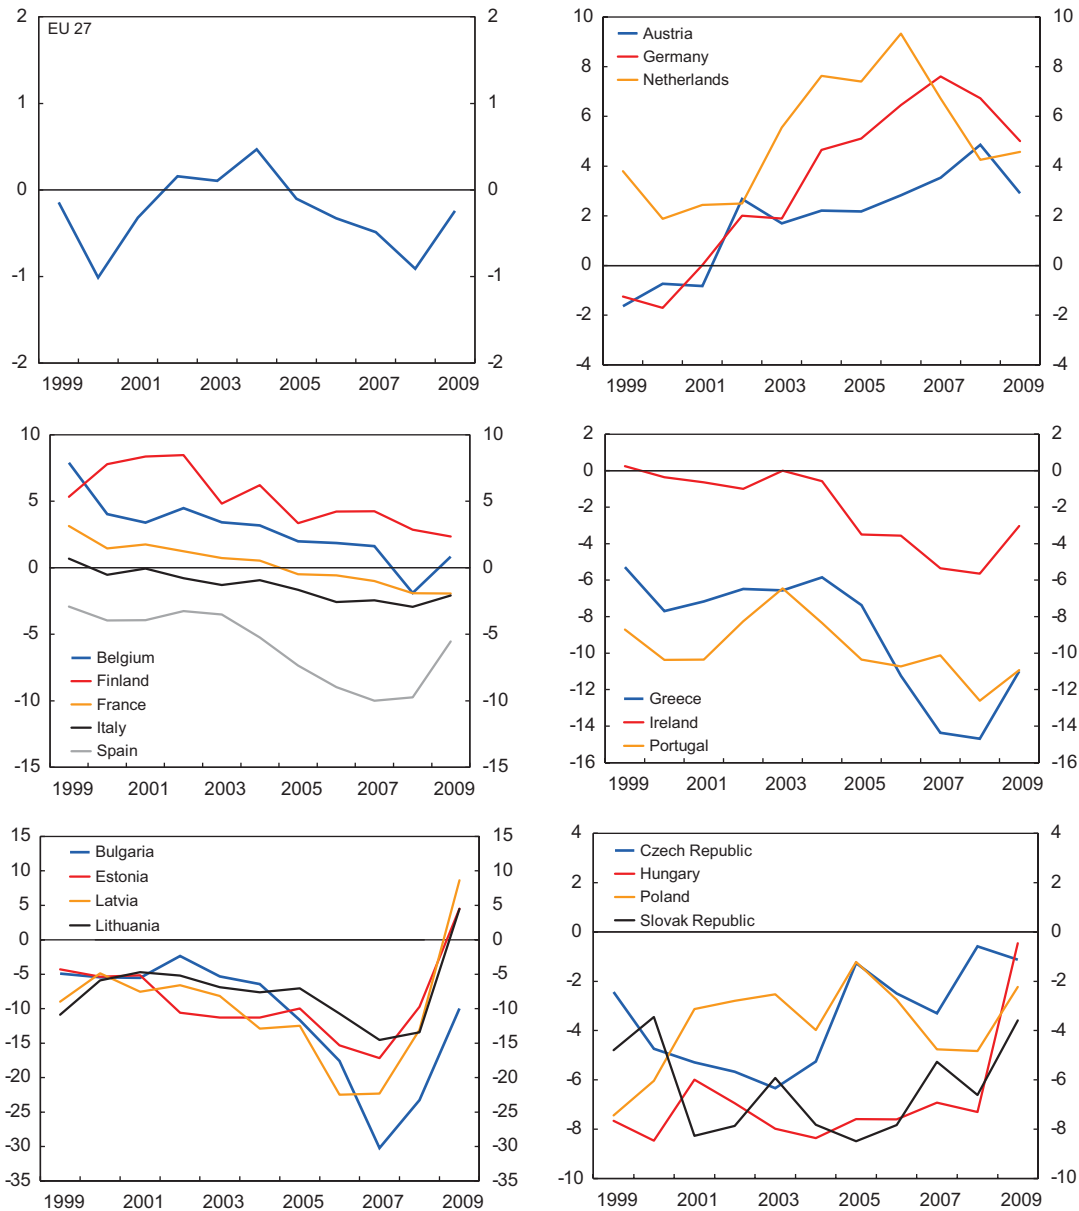 2 2
EU 27
1 1
0 0
-1 -1
-2 -2
1999 2001 2003 2005 2007 2009
10 10
Austria
Germany
Netherlands
8 8
6 6
4 4
2 2
0 0
-2 -2
-4 -4
1999 2001 2003 2005 2007 2009
10 10
5 5
0 0
-5 -5
Belgium
Finland
-10 -10
France
Italy
Spain
-15 -15
1999 2001 2003 2005 2007 2009
2 2
0 0
-2 -2
-4 -4
-6 -6
-8 -8
-10 -10
-12 -12
Greece
Ireland
-14 -14
Portugal
-16 -16
1999 2001 2003 2005 2007 2009
15 15
Bulgaria
10 10
Estonia
Latvia
5 5
Lithuania
0 0
-5 -5
-10 -10
-15 -15
-20 -20
-25 -25
-30 -30
-35 -35
1999 2001 2003 2005 2007 2009
4 4
Czech Republic
Hungary
2 2
Poland
Slovak Republic
0 0
-2 -2
-4 -4
-6 -6
-8 -8
-10 -10
1999 2001 2003 2005 2007 2009